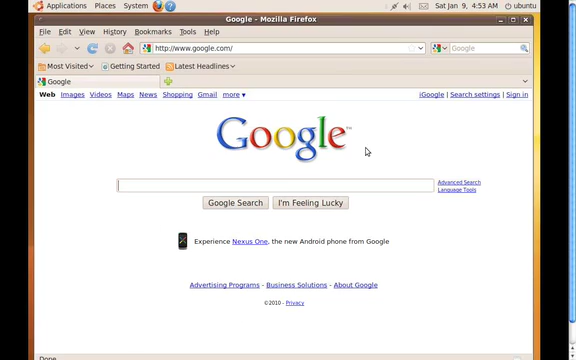 Applications Places System Sat Jan 9, 4:53 AM ubuntu
Google - Mozilla Firefox
File Edit View History Bookmarks Tools Help
http://www.google.com/ Google
Most Visited Getting Started Latest Headlines
Google
Web Images Videos Maps News Shopping Gmail more ▼ iGoogle | Search settings | Sign in
Google™
Advanced Search
Language Tools
Google Search I'm Feeling Lucky
Experience Nexus One, the new Android phone from Google
Advertising Programs - Business Solutions - About Google
©2010 - Privacy
Done